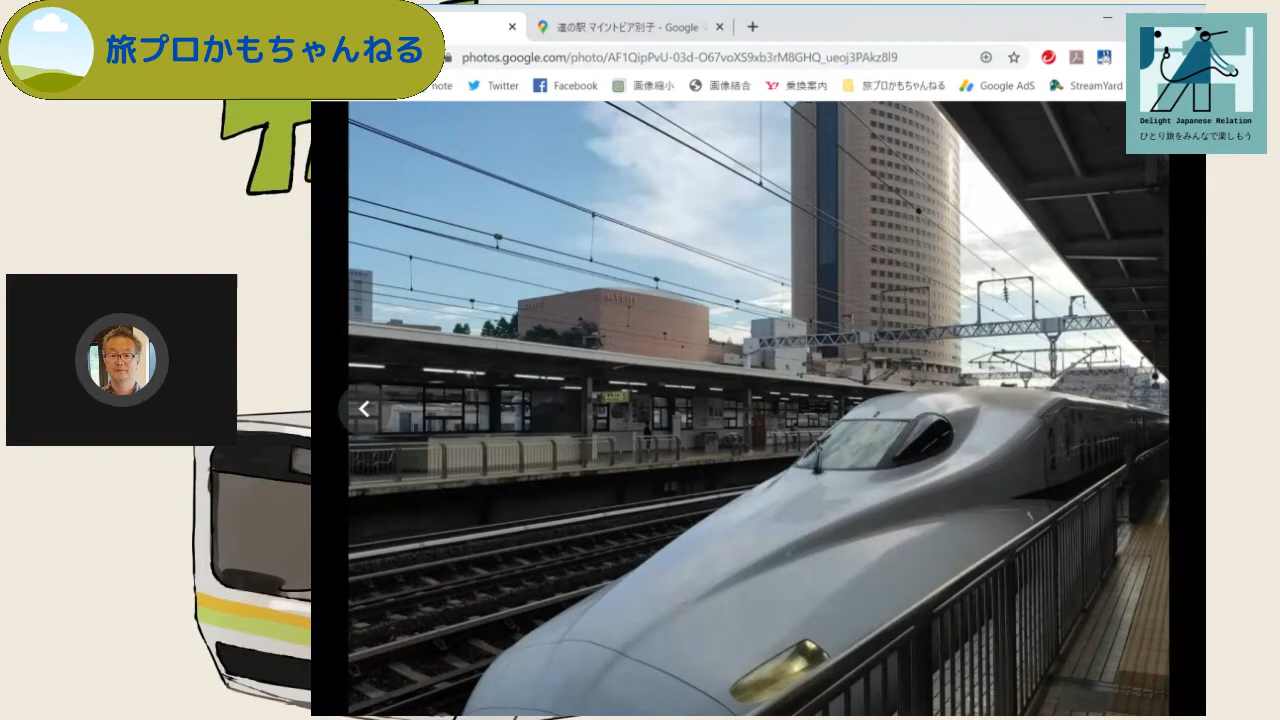 旅プロかもちゃんねる
道の駅 マイントピア別子 - Google
photos.google.com/photo/AF1QipPvU-03d-O67voXS9xb3rM8GHQ_ueoj3PAkz8l9
note
Twitter
Facebook
画像縮小
画像結合
乗換案内
旅プロかもちゃんねる
Google AdS
StreamYard
Delight Japanese Relation
ひとり旅をみんなで楽しもう